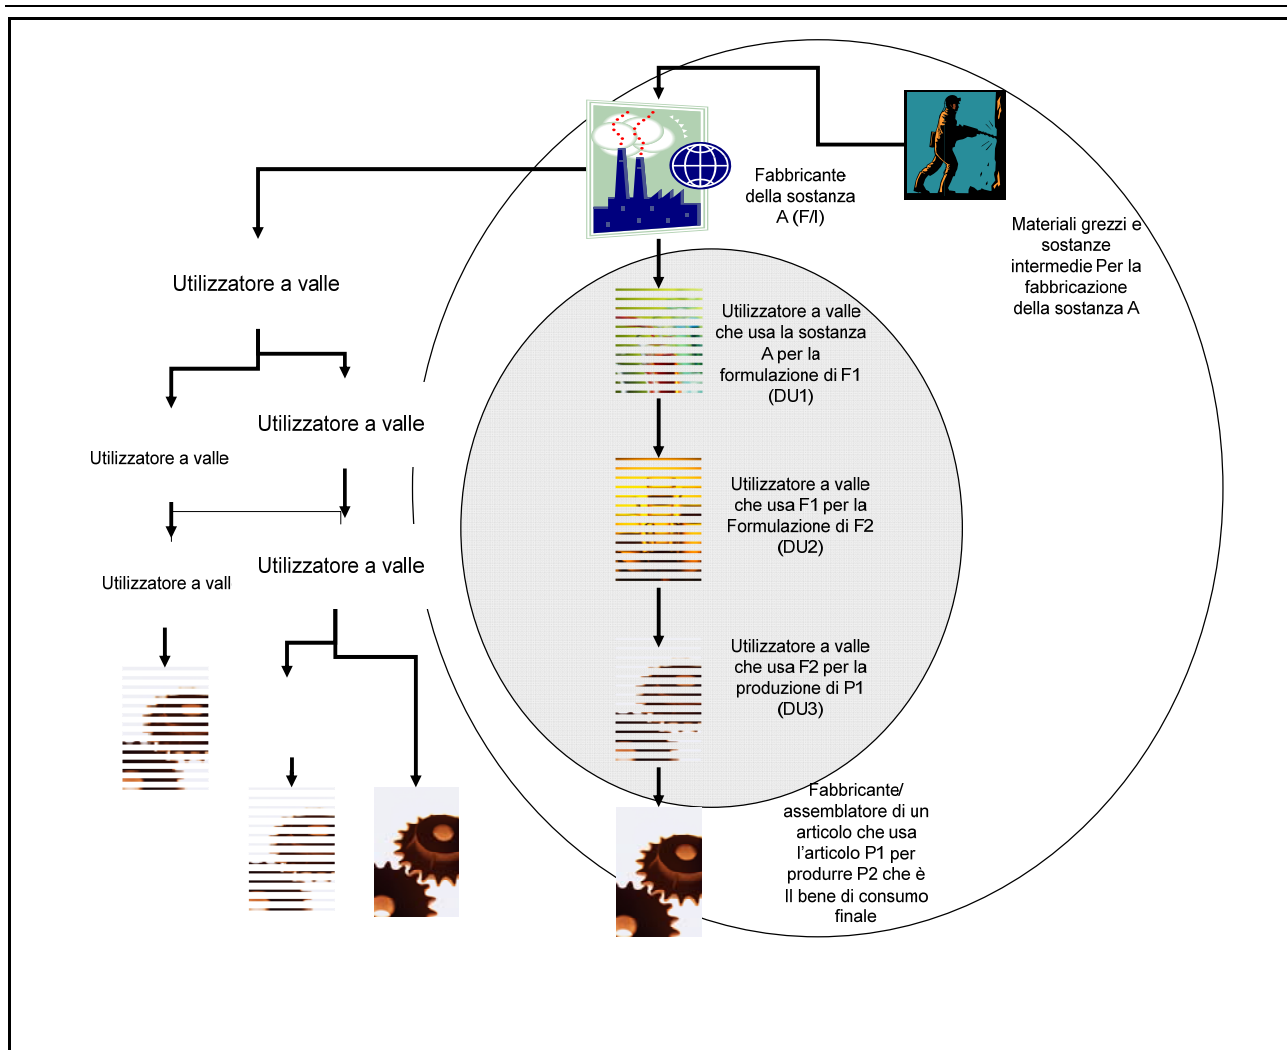 Fabbricante
della sostanza
A (F/I)
Materiali grezzi e
sostanze
intermedie Per la
fabbricazione
della sostanza A
Utilizzatore a valle
Utilizzatore a valle
che usa la sostanza
A per la
formulazione di F1
(DU1)
Utilizzatore a valle
Utilizzatore a valle
Utilizzatore a valle
che usa F1 per la
Formulazione di F2
(DU2)
Utilizzatore a valle
Utilizzatore a vall
Utilizzatore a valle
che usa F2 per la
produzione di P1
(DU3)
Fabbricante/
assemblatore di un
articolo che usa
l'articolo P1 per
produrre P2 che è
Il bene di consumo
finale